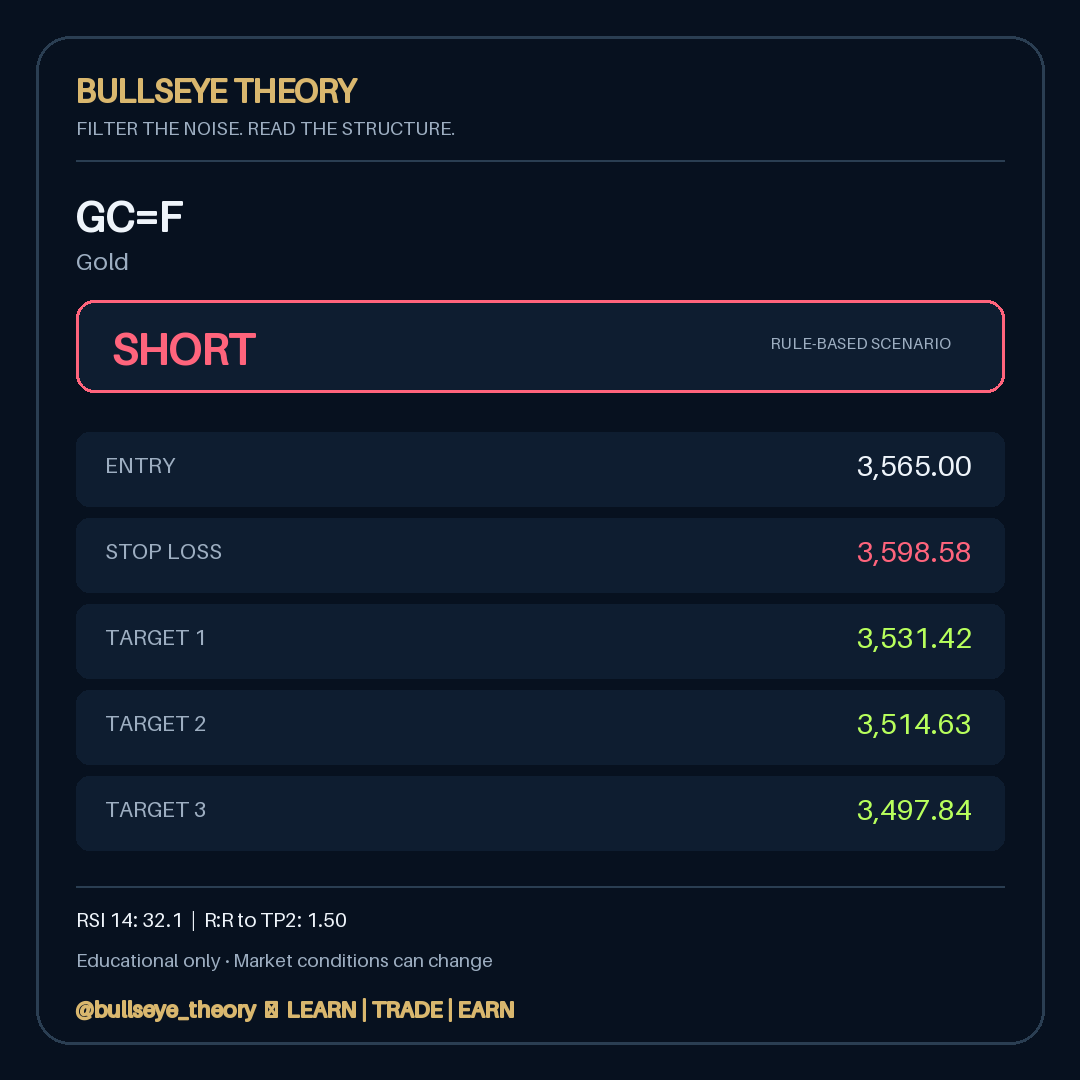 BULLSEYE THEORY
FILTER THE NOISE. READ THE STRUCTURE.
GC=F
Gold
SHORT RULE-BASED SCENARIO
ENTRY 3,565.00
STOP LOSS 3,598.58
TARGET 1 3,531.42
TARGET 2 3,514.63
TARGET 3 3,497.84
RSI 14: 32.1 | R:R to TP2: 1.50
Educational only · Market conditions can change
@bullseye_theory LEARN | TRADE | EARN